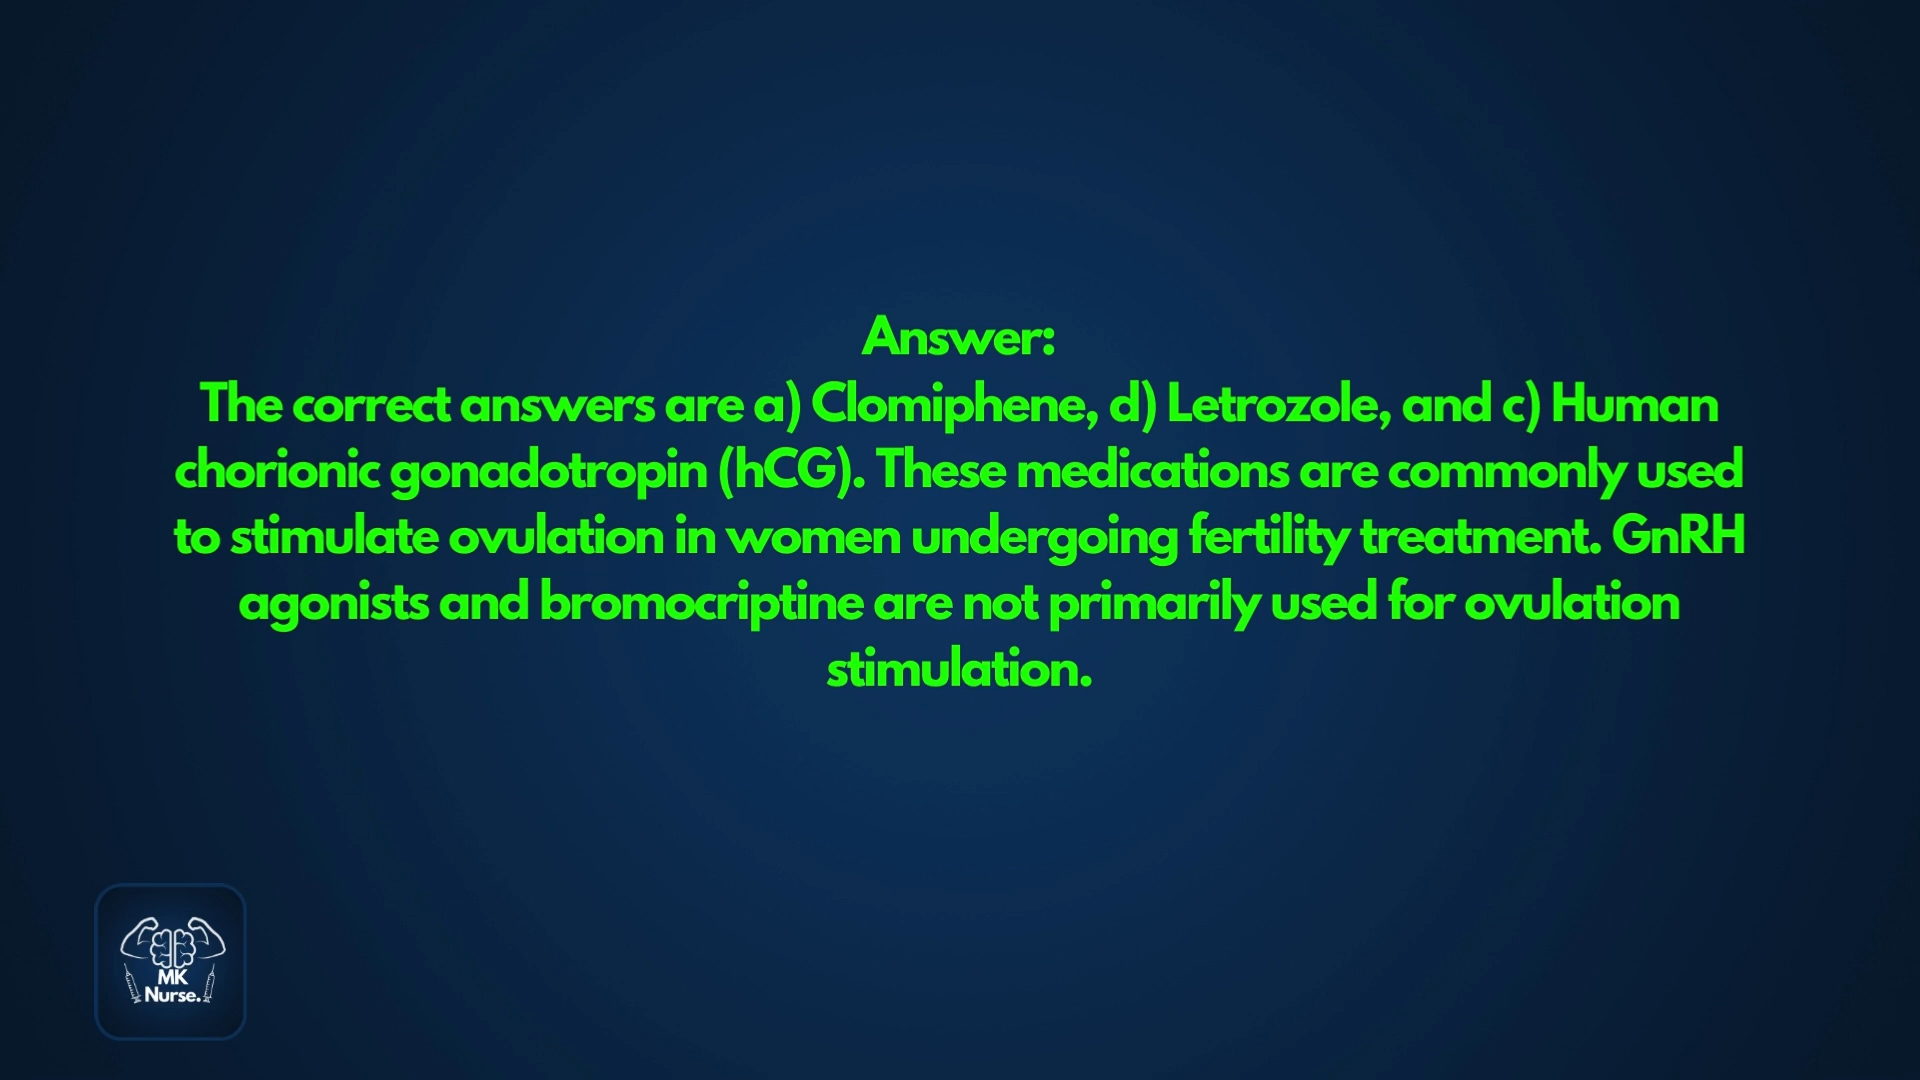 Answer:
The correct answers are a) Clomiphene, d) Letrozole, and c) Human
chorionic gonadotropin (hCG). These medications are commonly used
to stimulate ovulation in women undergoing fertility treatment. GnRH
agonists and bromocriptine are not primarily used for ovulation
stimulation.
MK
Nurse.